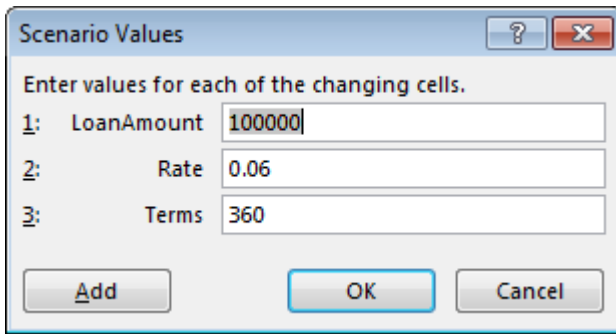 Scenario Values ?
Enter values for each of the changing cells.
1: LoanAmount 100000
2: Rate 0.06
3: Terms 360
Add OK Cancel